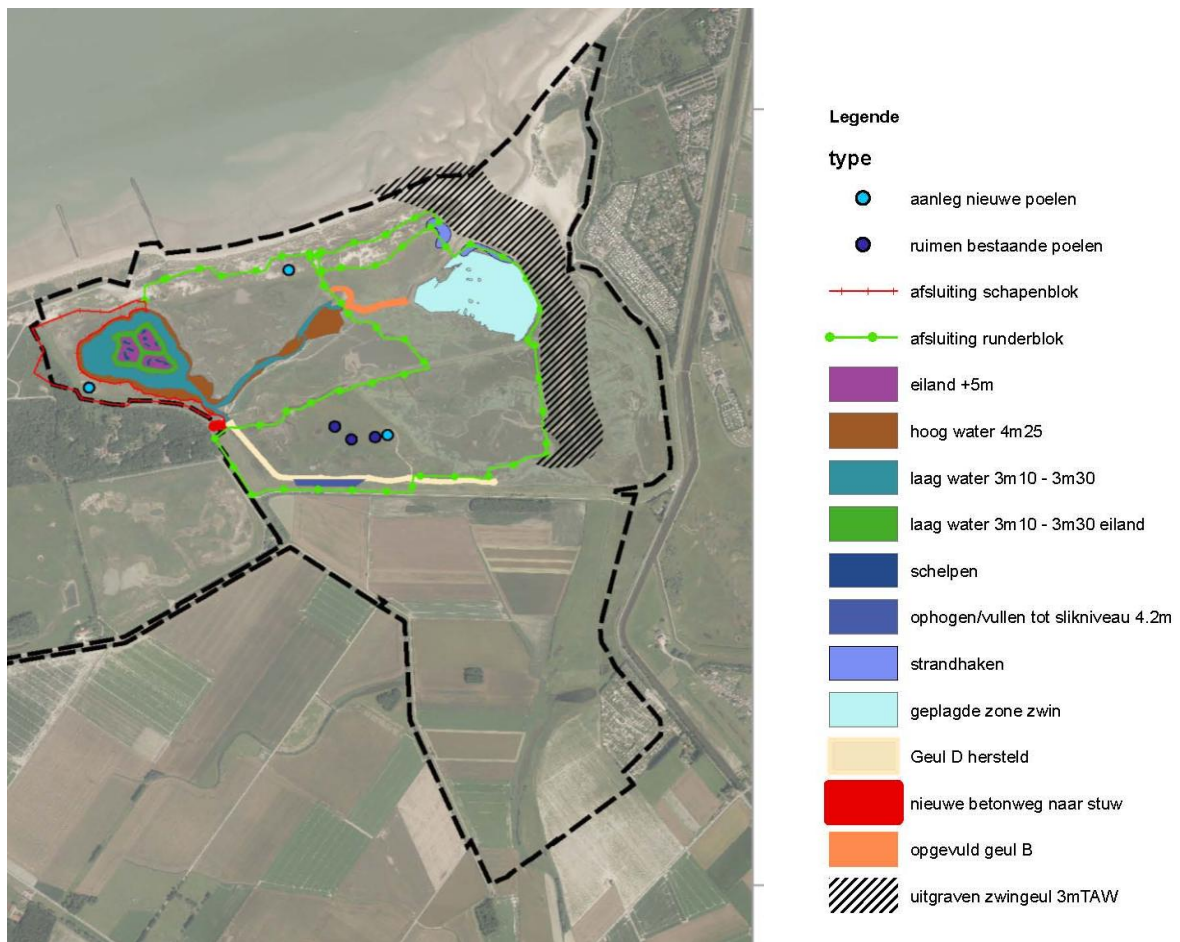 Legende
type
aanleg nieuwe poelen
ruimen bestaande poelen
afsluiting schapenblok
afsluiting runderblok
eiland +5m
hoog water 4m25
laag water 3m10 - 3m30
laag water 3m10 - 3m30 eiland
schelpen
ophogen/vullen tot slikniveau 4.2m
strandhaken
geplagde zone zwin
Geul D hersteld
nieuwe betonweg naar stuw
opgevuld geul B
uitgraven zwingeul 3mTAW